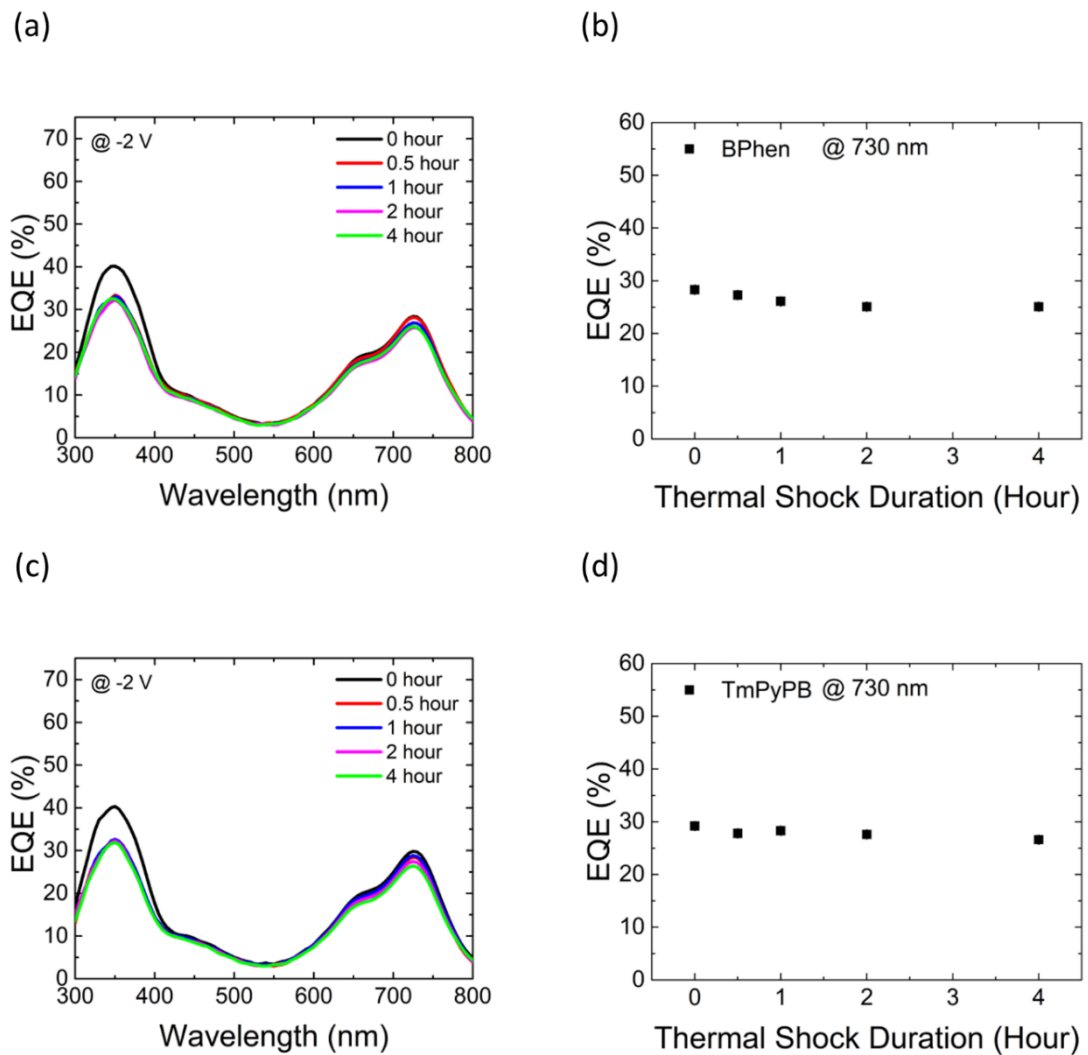 (a)
@ -2 V
0 hour
0.5 hour
1 hour
2 hour
4 hour
70
60
50
40
30
20
10
0
EQE (%)
300 400 500 600 700 800
Wavelength (nm)
(b)
BPhen @ 730 nm
60
50
40
30
20
10
0
EQE (%)
0 1 2 3 4
Thermal Shock Duration (Hour)
(c)
@ -2 V
0 hour
0.5 hour
1 hour
2 hour
4 hour
70
60
50
40
30
20
10
0
EQE (%)
300 400 500 600 700 800
Wavelength (nm)
(d)
TmPyPB @ 730 nm
60
50
40
30
20
10
0
EQE (%)
0 1 2 3 4
Thermal Shock Duration (Hour)